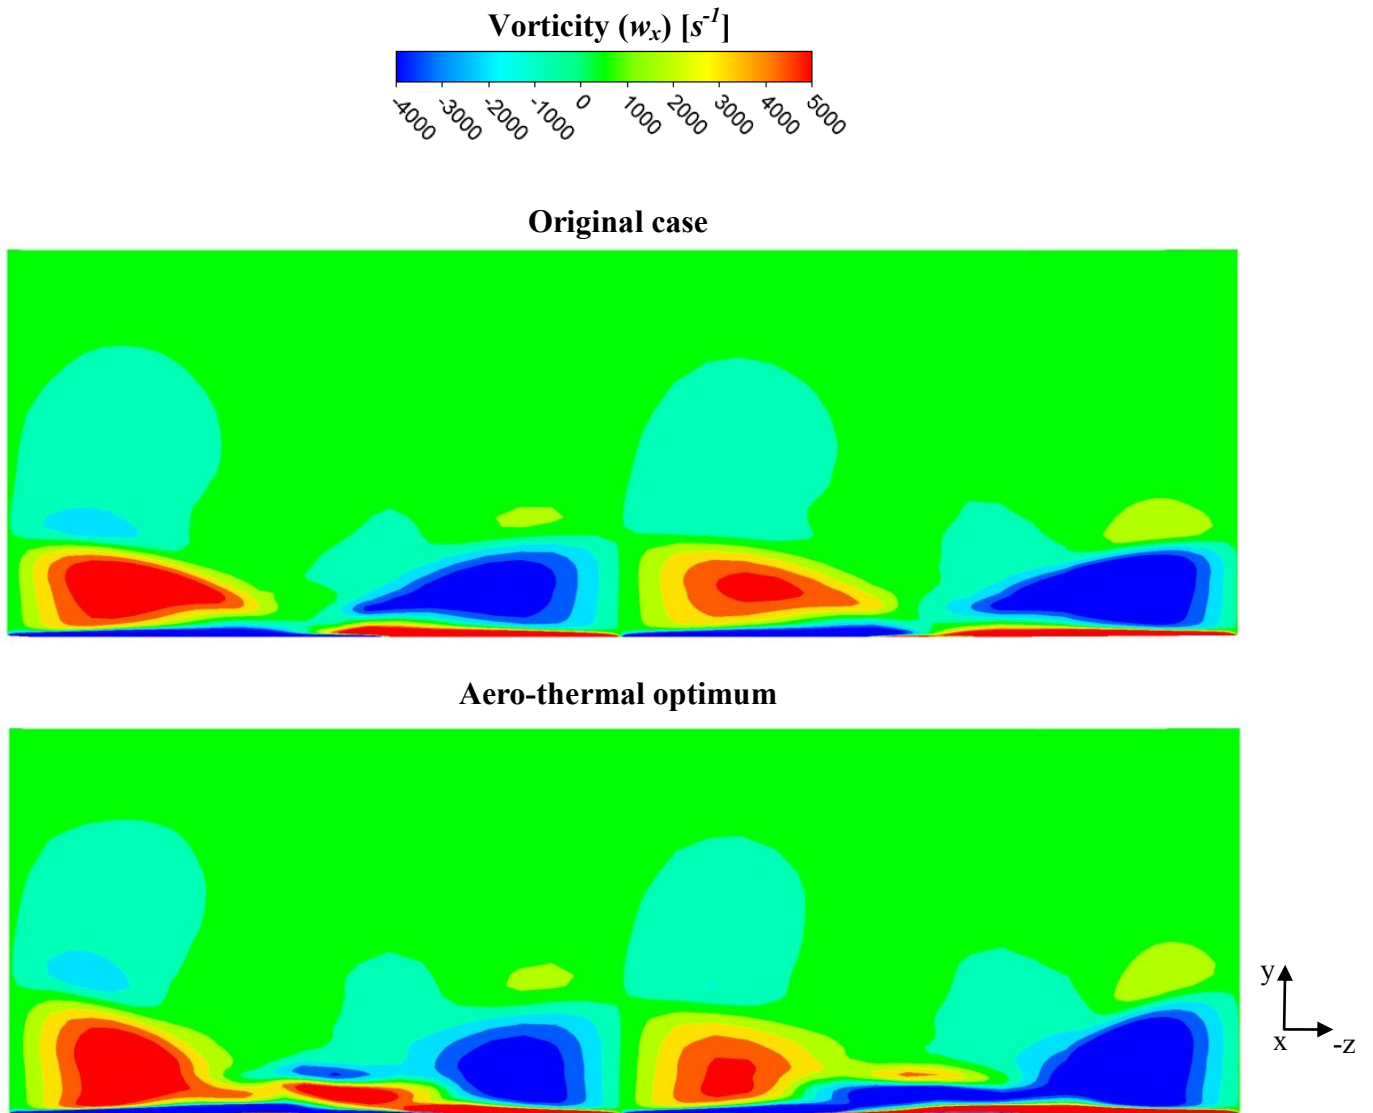 Vorticity (wx) [s-1]
-4000 -3000 -2000 -1000 0 1000 2000 3000 4000 5000
Original case
Aero-thermal optimum
y
x -z